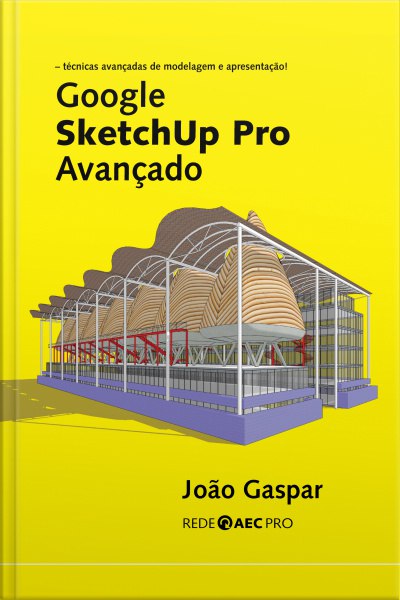 – técnicas avançadas de modelagem e apresentação!
Google
SketchUp Pro
Avançado
João Gaspar
REDE AEC PRO